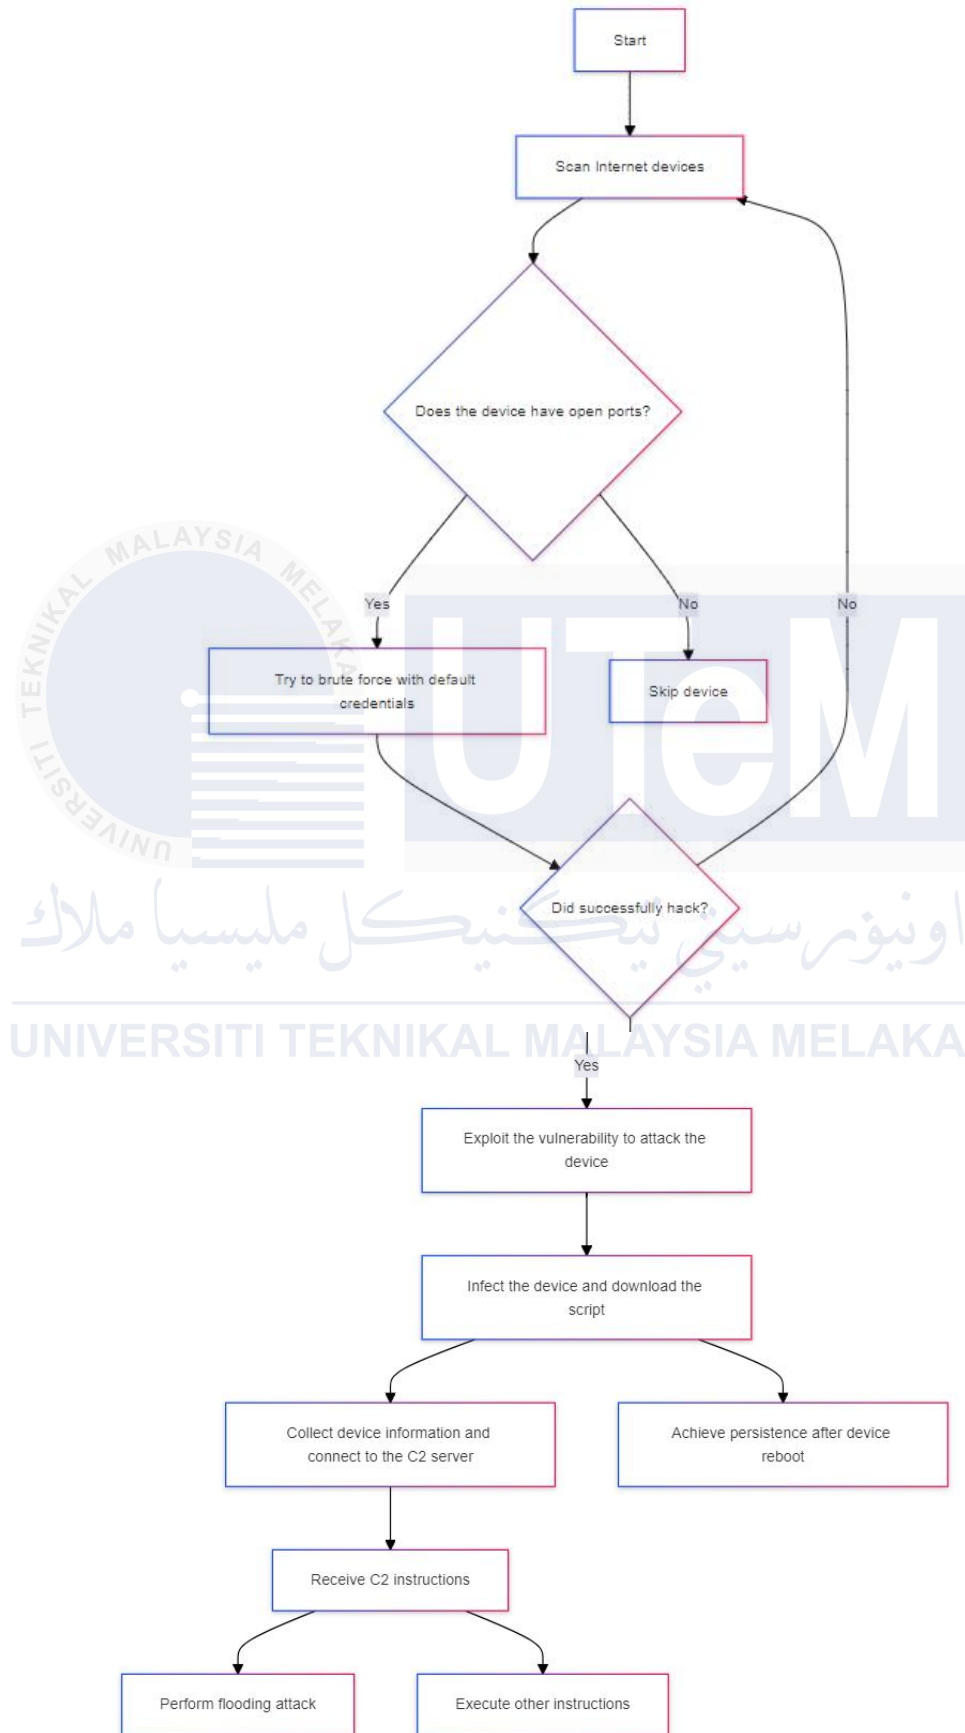 Start
Scan Internet devices
Does the device have open ports?
Yes
No
No
Try to brute force with default
credentials
Skip device
Did successfully hack?
Yes
Exploit the vulnerability to attack the
device
Infect the device and download the
script
Collect device information and
connect to the C2 server
Achieve persistence after device
reboot
Receive C2 instructions
Perform flooding attack
Execute other instructions
UNIVERSITI TEKNIKAL MALAYSIA MELAKA
UTeM
اونيۏرسيتي تيكنيكل مليسيا ملاك
UNIVERSITI TEKNIKAL MALAYSIA MELAKA